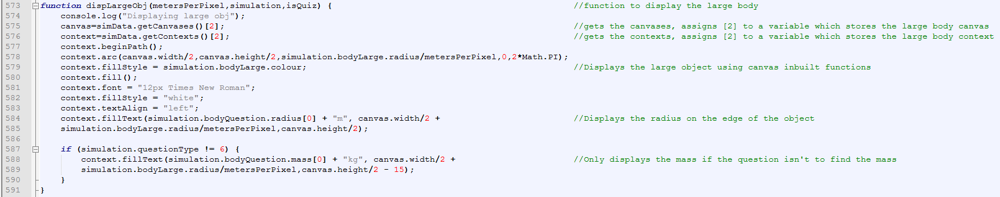 573 function dispLargeObj(metersPerPixel,simulation,isQuiz) { //function to display the large body
574 console.log("Displaying large obj");
575 canvas=simData.getCanvases()[2]; //gets the canvases, assigns [2] to a variable which stores the large body canvas
576 context=simData.getContexts()[2]; //gets the contexts, assigns [2] to a variable which stores the large body context
577 context.beginPath();
578 context.arc(canvas.width/2,canvas.height/2,simulation.bodyLarge.radius/metersPerPixel,0,2*Math.PI);
579 context.fillStyle = simulation.bodyLarge.colour; //Displays the large object using canvas inbuilt functions
580 context.fill();
581 context.font = "12px Times New Roman";
582 context.fillStyle = "white";
583 context.textAlign = "left";
584 context.fillText(simulation.bodyQuestion.radius[0] + "m", canvas.width/2 + //Displays the radius on the edge of the object
585 simulation.bodyLarge.radius/metersPerPixel,canvas.height/2);
586
587 if (simulation.questionType != 6) {
588 context.fillText(simulation.bodyQuestion.mass[0] + "kg", canvas.width/2 + //Only displays the mass if the question isn't to find the mass
589 simulation.bodyLarge.radius/metersPerPixel,canvas.height/2 - 15);
590 }
591 }